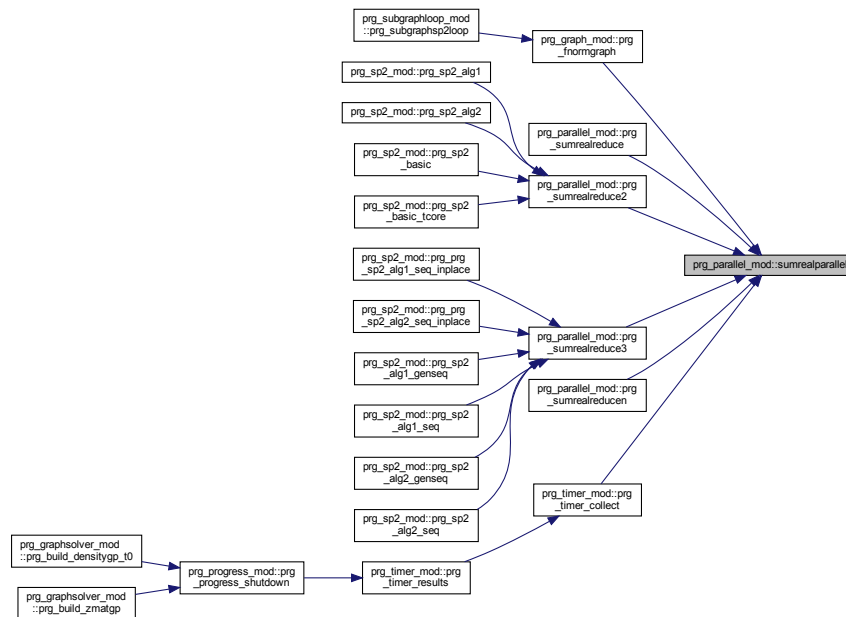 prg_subgraphloop_mod
::prg_subgraphsp2loop
prg_graph_mod::prg
_fnormgraph
prg_sp2_mod::prg_sp2_alg1
prg_sp2_mod::prg_sp2_alg2
prg_parallel_mod::prg
_sumrealreduce
prg_sp2_mod::prg_sp2
_basic
prg_parallel_mod::prg
_sumrealreduce2
prg_sp2_mod::prg_sp2
_basic_tcore
prg_parallel_mod::sumrealparallel
prg_sp2_mod::prg_prg
_sp2_alg1_seq_inplace
prg_sp2_mod::prg_prg
_sp2_alg2_seq_inplace
prg_parallel_mod::prg
_sumrealreduce3
prg_sp2_mod::prg_sp2
_alg1_genseq
prg_parallel_mod::prg
_sumrealreducen
prg_sp2_mod::prg_sp2
_alg1_seq
prg_sp2_mod::prg_sp2
_alg2_genseq
prg_timer_mod::prg
_timer_collect
prg_sp2_mod::prg_sp2
_alg2_seq
prg_graphsolver_mod
::prg_build_densitygp_t0
prg_progress_mod::prg
_progress_shutdown
prg_timer_mod::prg
_timer_results
prg_graphsolver_mod
::prg_build_zmatgp